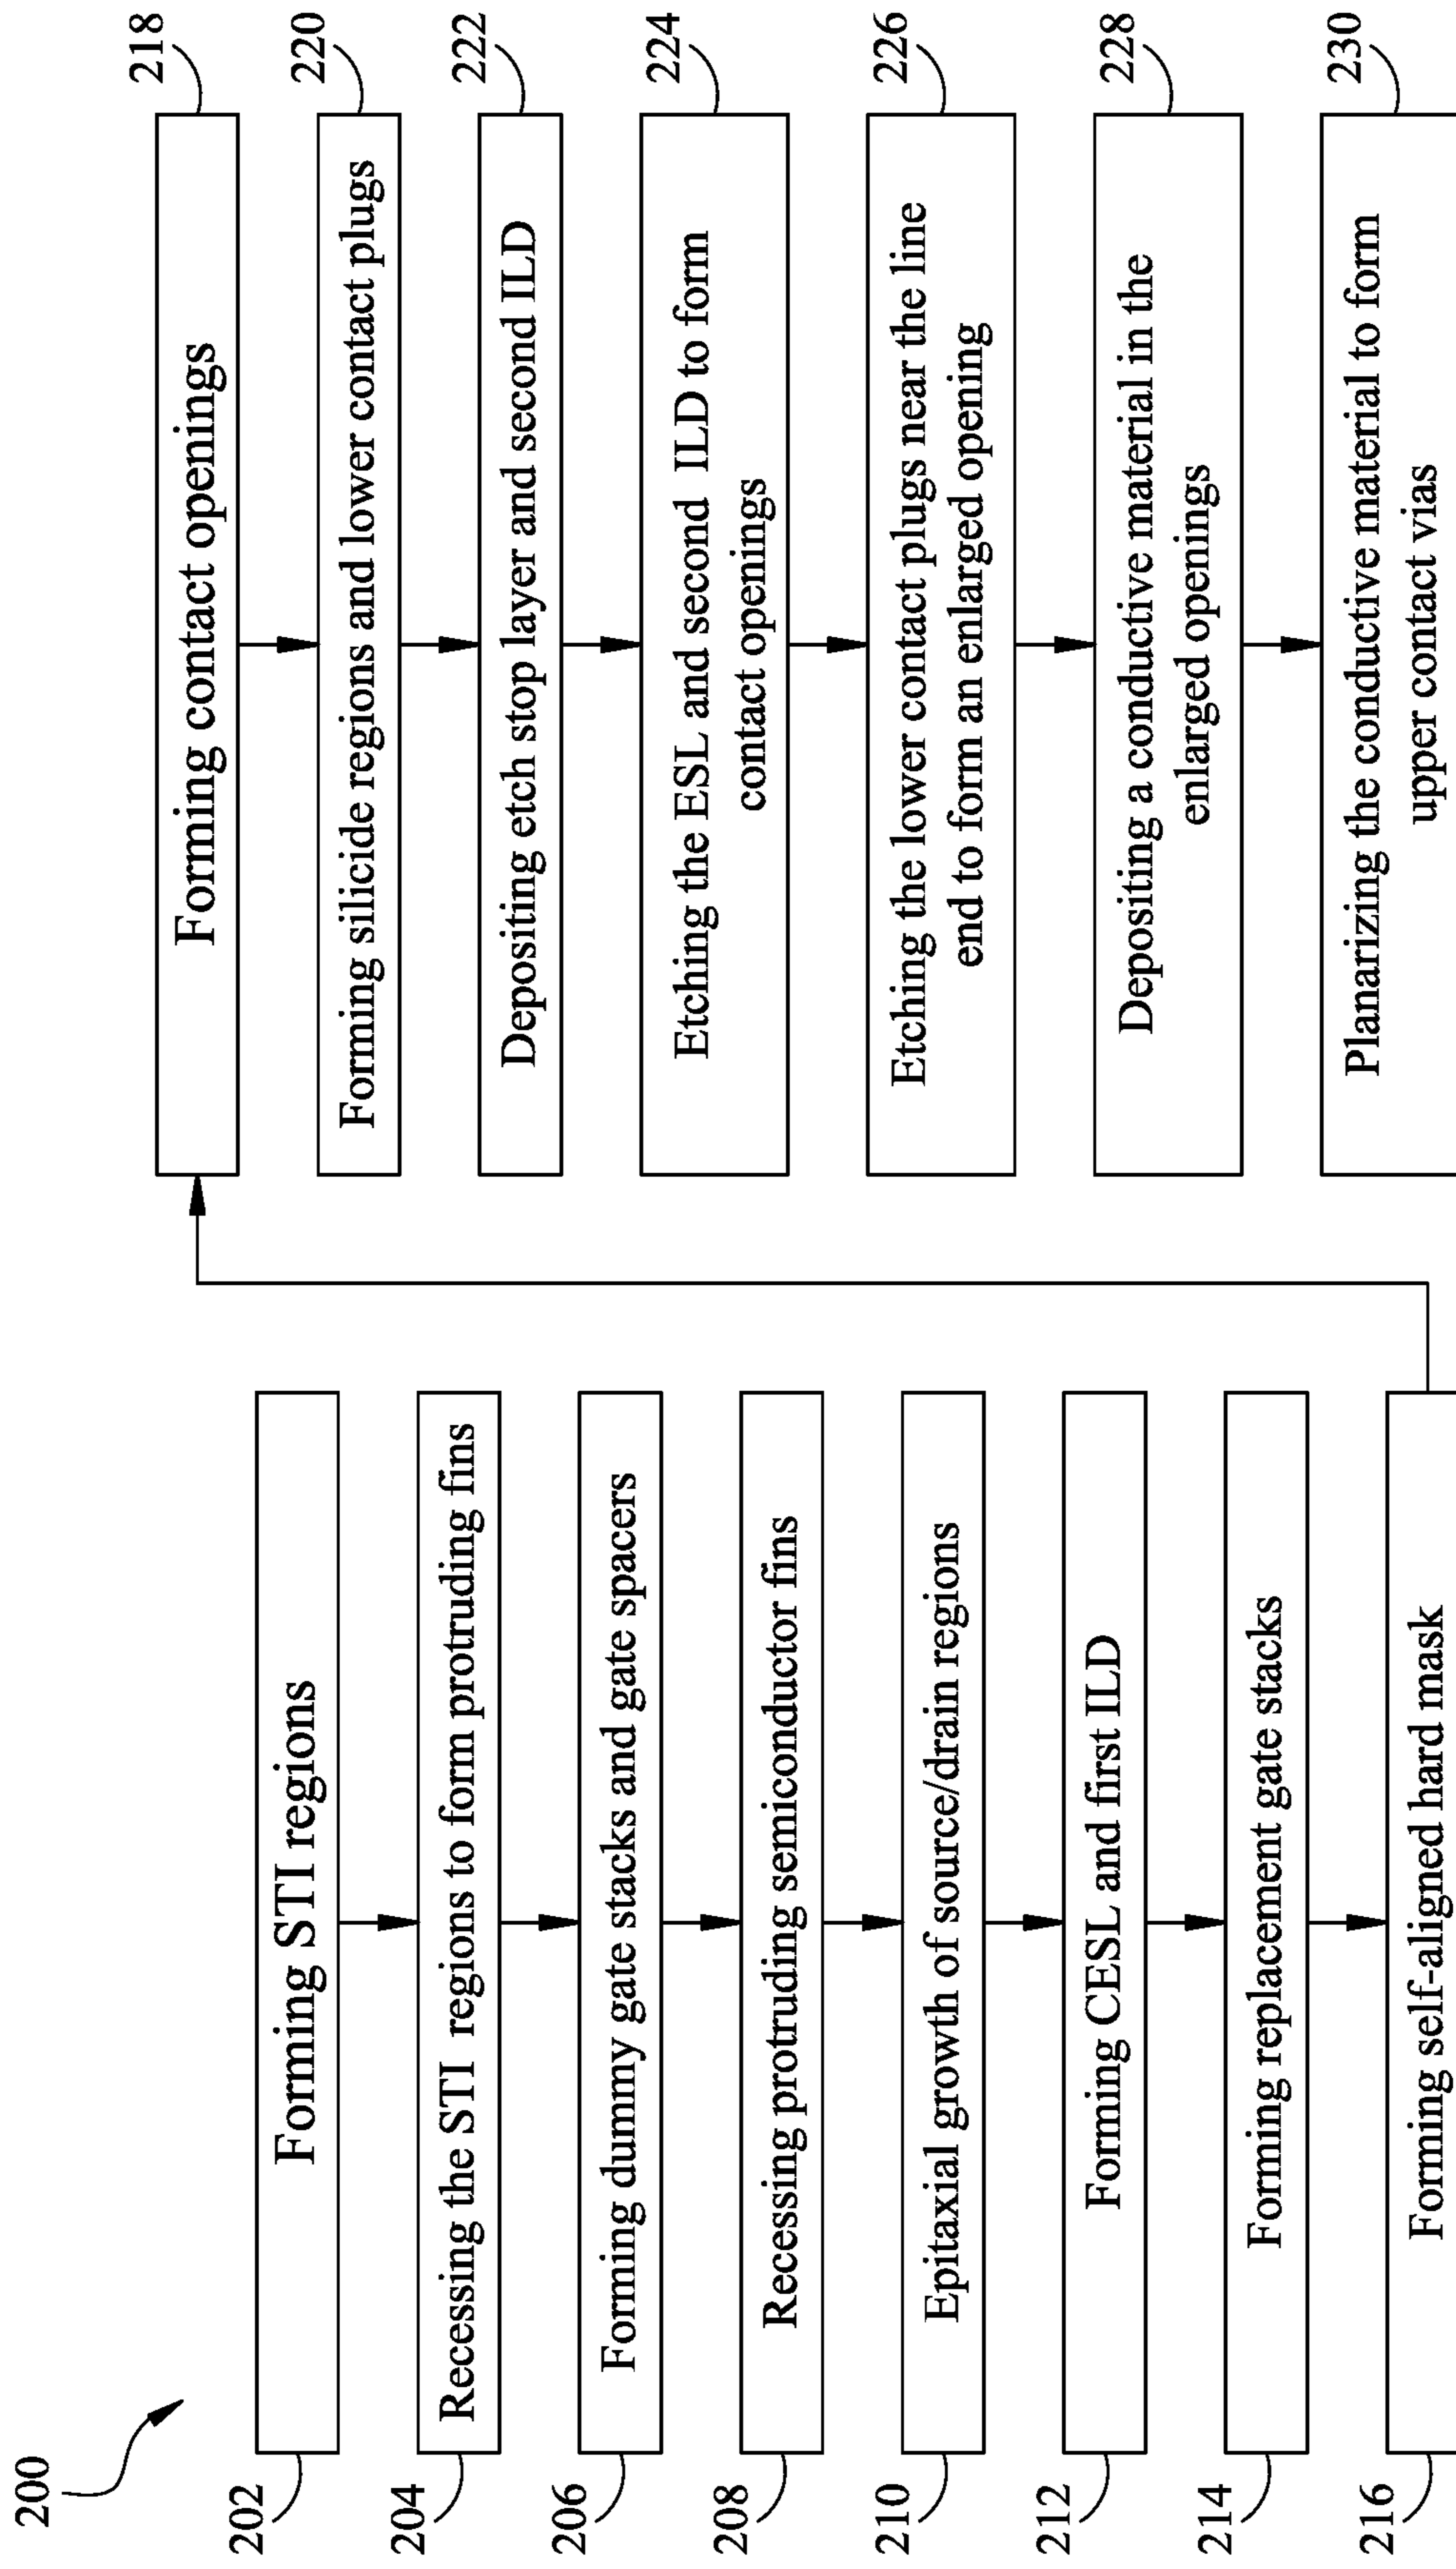 200
202
Forming STI regions
204
Recessing the STI regions to form protruding fins
206
Forming dummy gate stacks and gate spacers
208
Recessing protruding semiconductor fins
210
Epitaxial growth of source/drain regions
212
Forming CESL and first ILD
214
Forming replacement gate stacks
216
Forming self-aligned hard mask
218
Forming contact openings
220
Forming silicide regions and lower contact plugs
222
Depositing etch stop layer and second ILD
224
Etching the ESL and second ILD to form
contact openings
226
Etching the lower contact plugs near the line
end to form an enlarged opening
228
Depositing a conductive material in the
enlarged openings
230
Planarizing the conductive material to form
upper contact vias